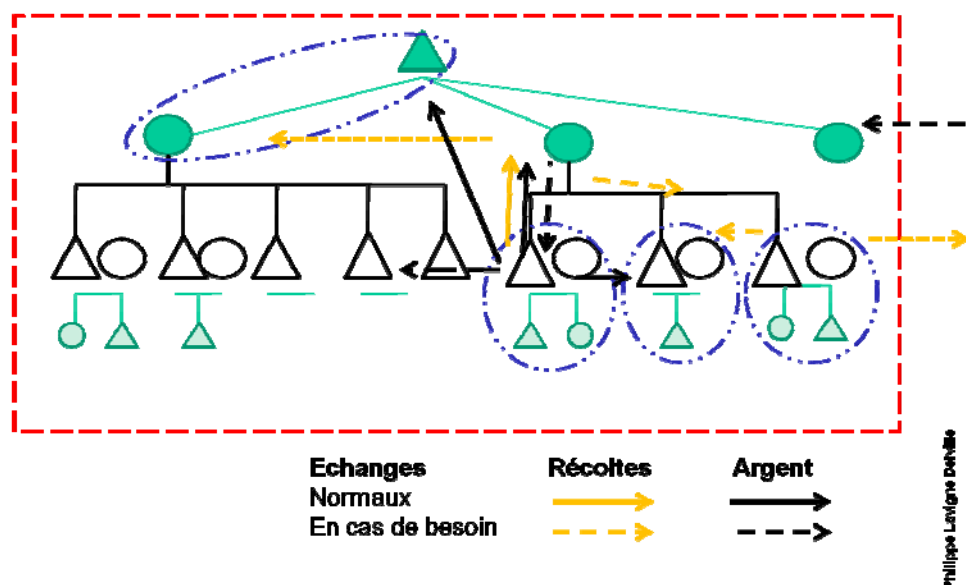 Echanges Récoltes Argent
Normaux
En cas de besoin
Philippe Lavigne Delville